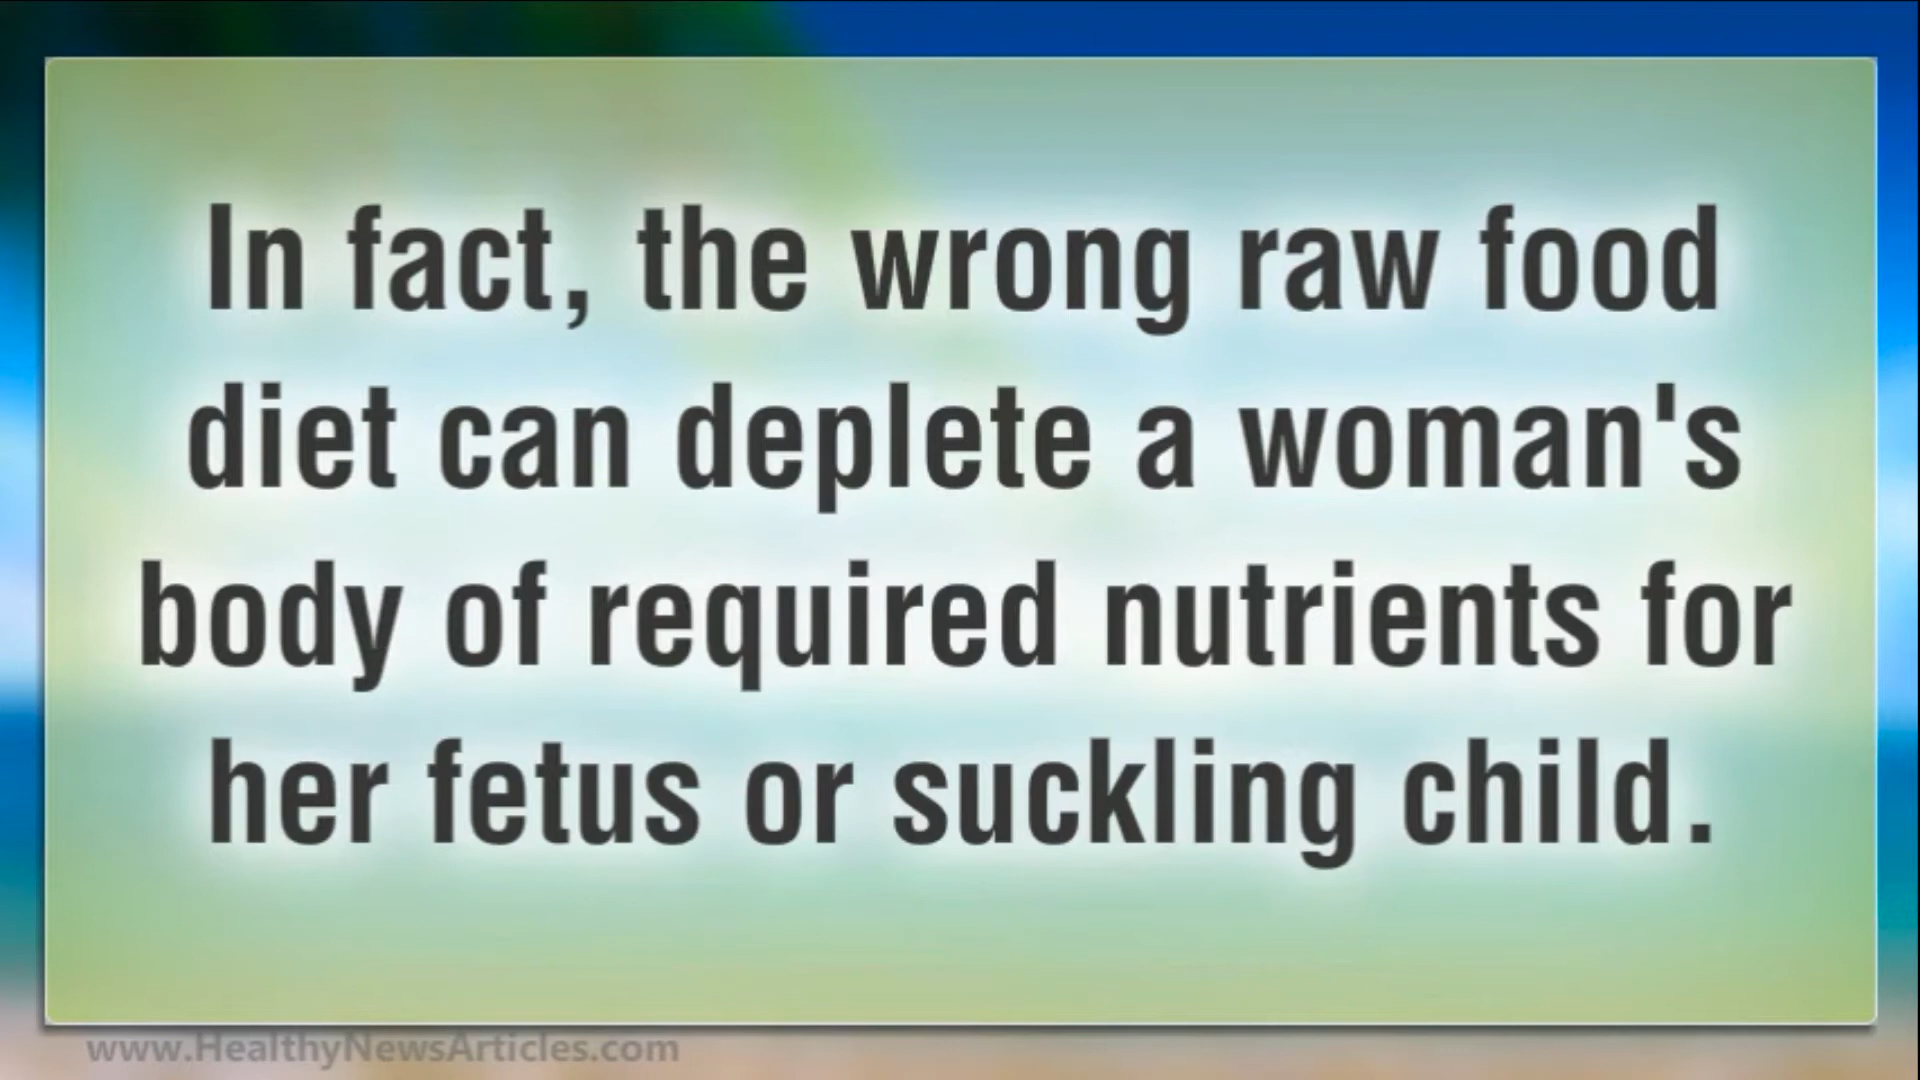 In fact, the wrong raw food
diet can deplete a woman's
body of required nutrients for
her fetus or suckling child.
www.HealthyNewsArticles.com